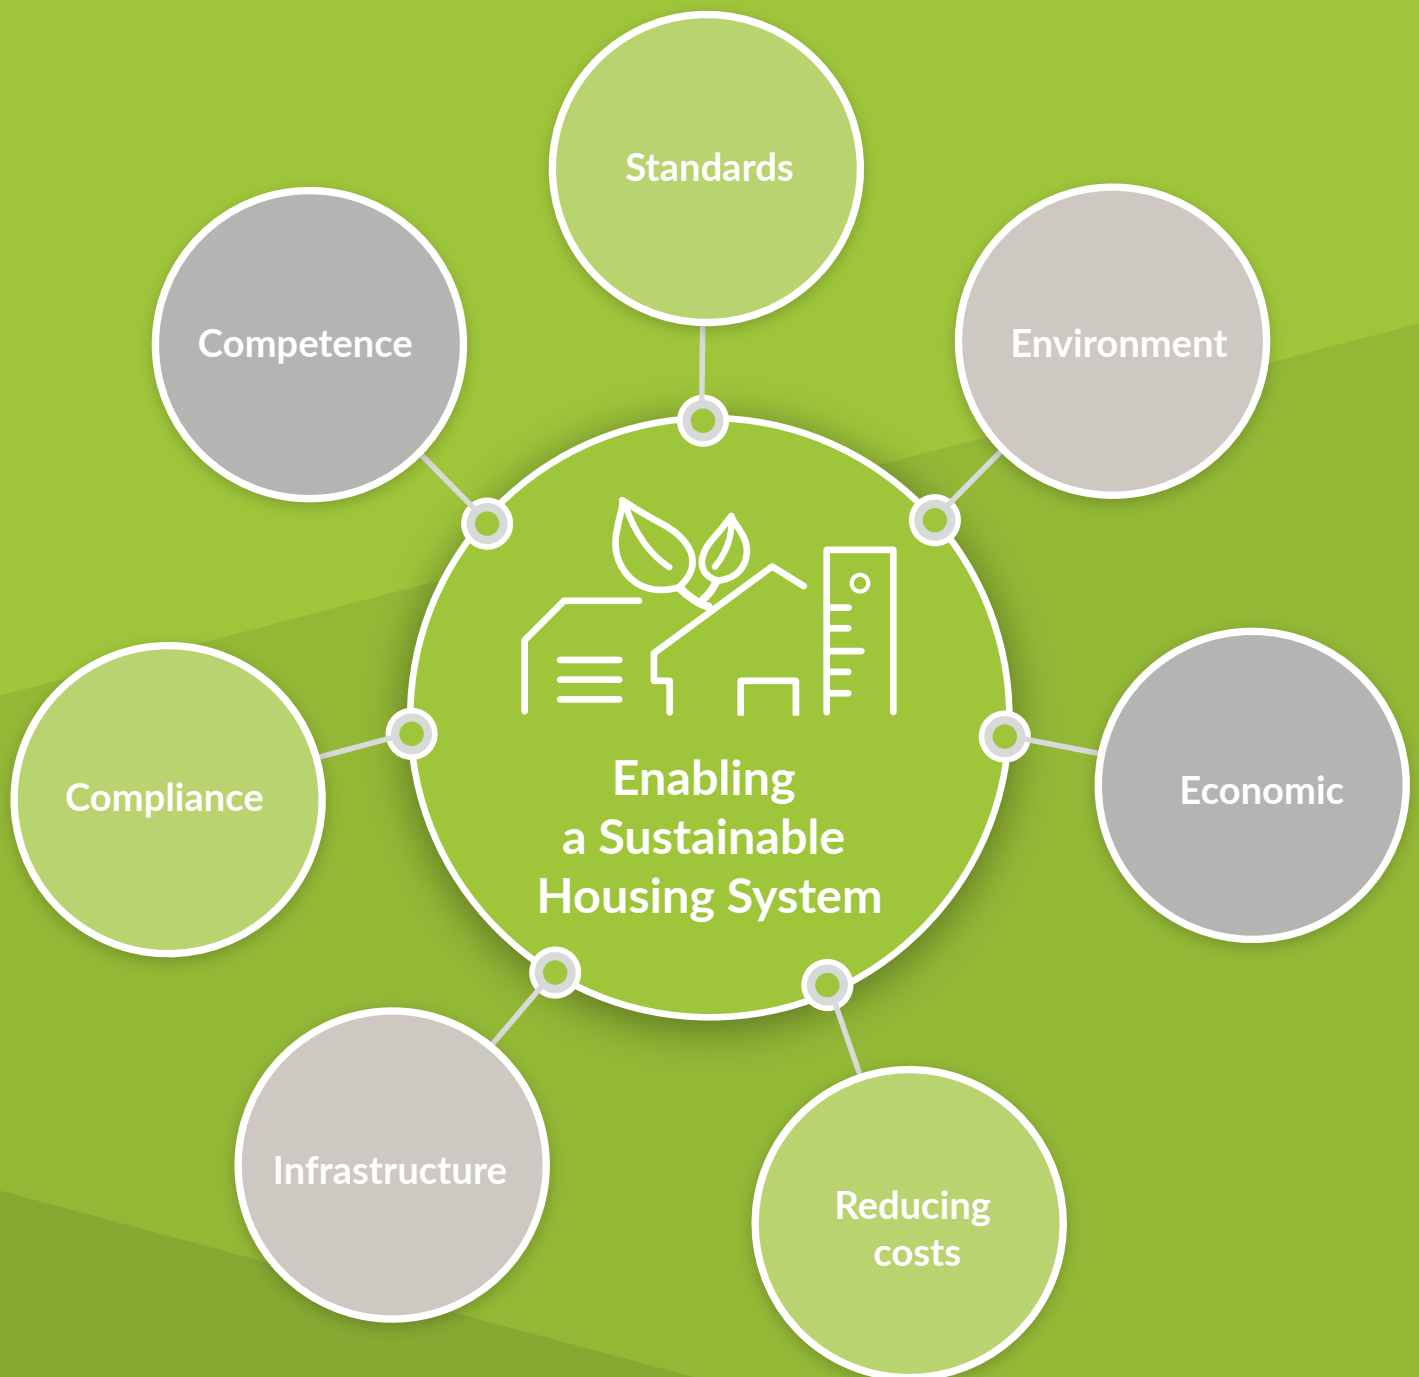 Standards
Competence
Environment
Enabling
a Sustainable
Housing System
Compliance
Economic
Infrastructure
Reducing
costs